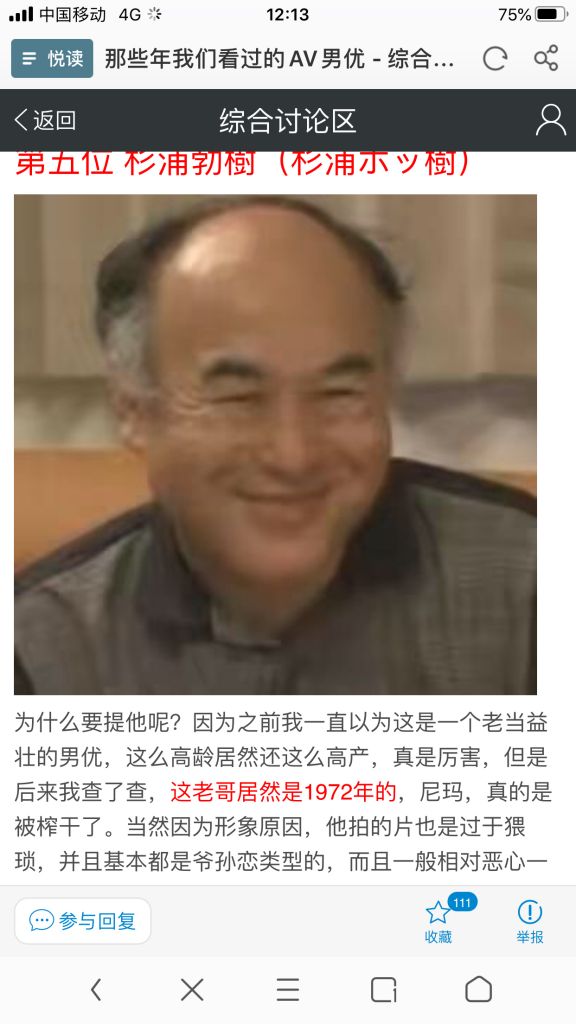 中国移动 4G 12:13 75%
悦读 那些年我们看过的AV男优 - 综合...
返回 综合讨论区
第五位 杉浦勃樹（杉浦ボッ樹）
为什么要提他呢？因为之前我一直以为这是一个老当益
壮的男优，这么高龄居然还这么高产，真是厉害，但是
后来我查了查，这老哥居然是1972年的，尼玛，真的是
被榨干了。当然因为形象原因，他拍的片也是过于猥
琐，并且基本都是爷孙恋类型的，而且一般相对恶心一
参与回复 111
收藏 举报
1